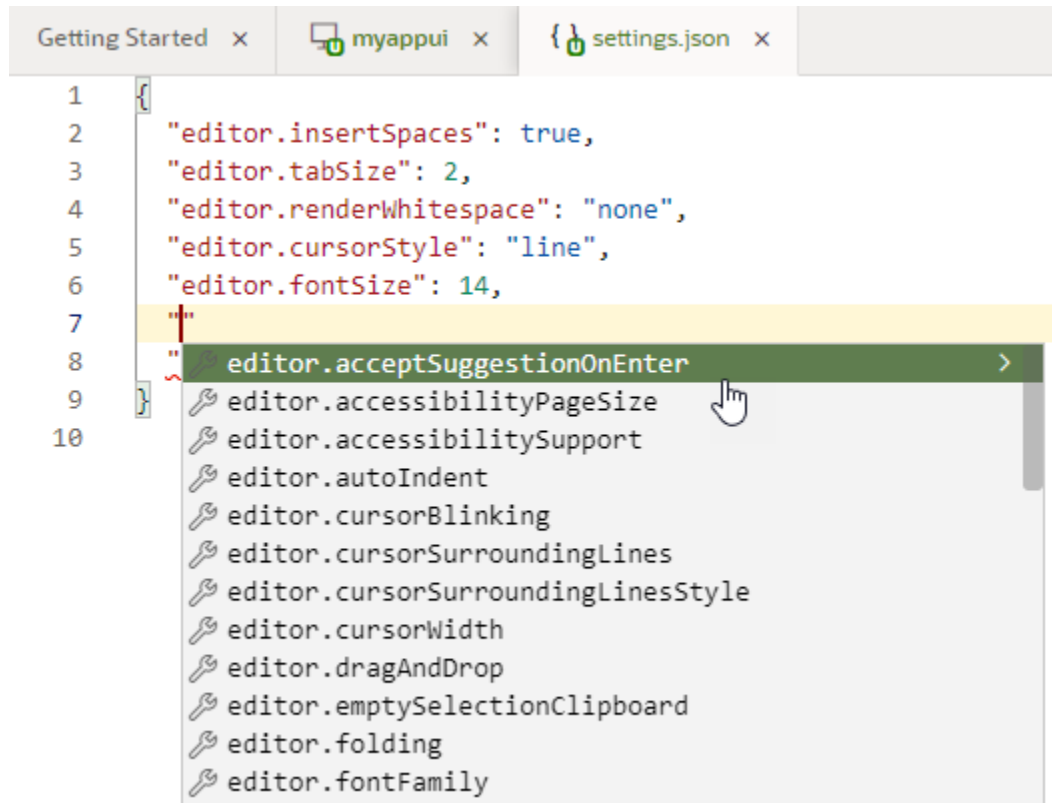 Getting Started × myappui × { } settings.json ×
1 {
2 "editor.insertSpaces": true,
3 "editor.tabSize": 2,
4 "editor.renderWhitespace": "none",
5 "editor.cursorStyle": "line",
6 "editor.fontSize": 14,
7 ""
8 " editor.acceptSuggestionOnEnter >
9 } editor.accessibilityPageSize
10 editor.accessibilitySupport
editor.autoIndent
editor.cursorBlinking
editor.cursorSurroundingLines
editor.cursorSurroundingLinesStyle
editor.cursorWidth
editor.dragAndDrop
editor.emptySelectionClipboard
editor.folding
editor.fontFamily